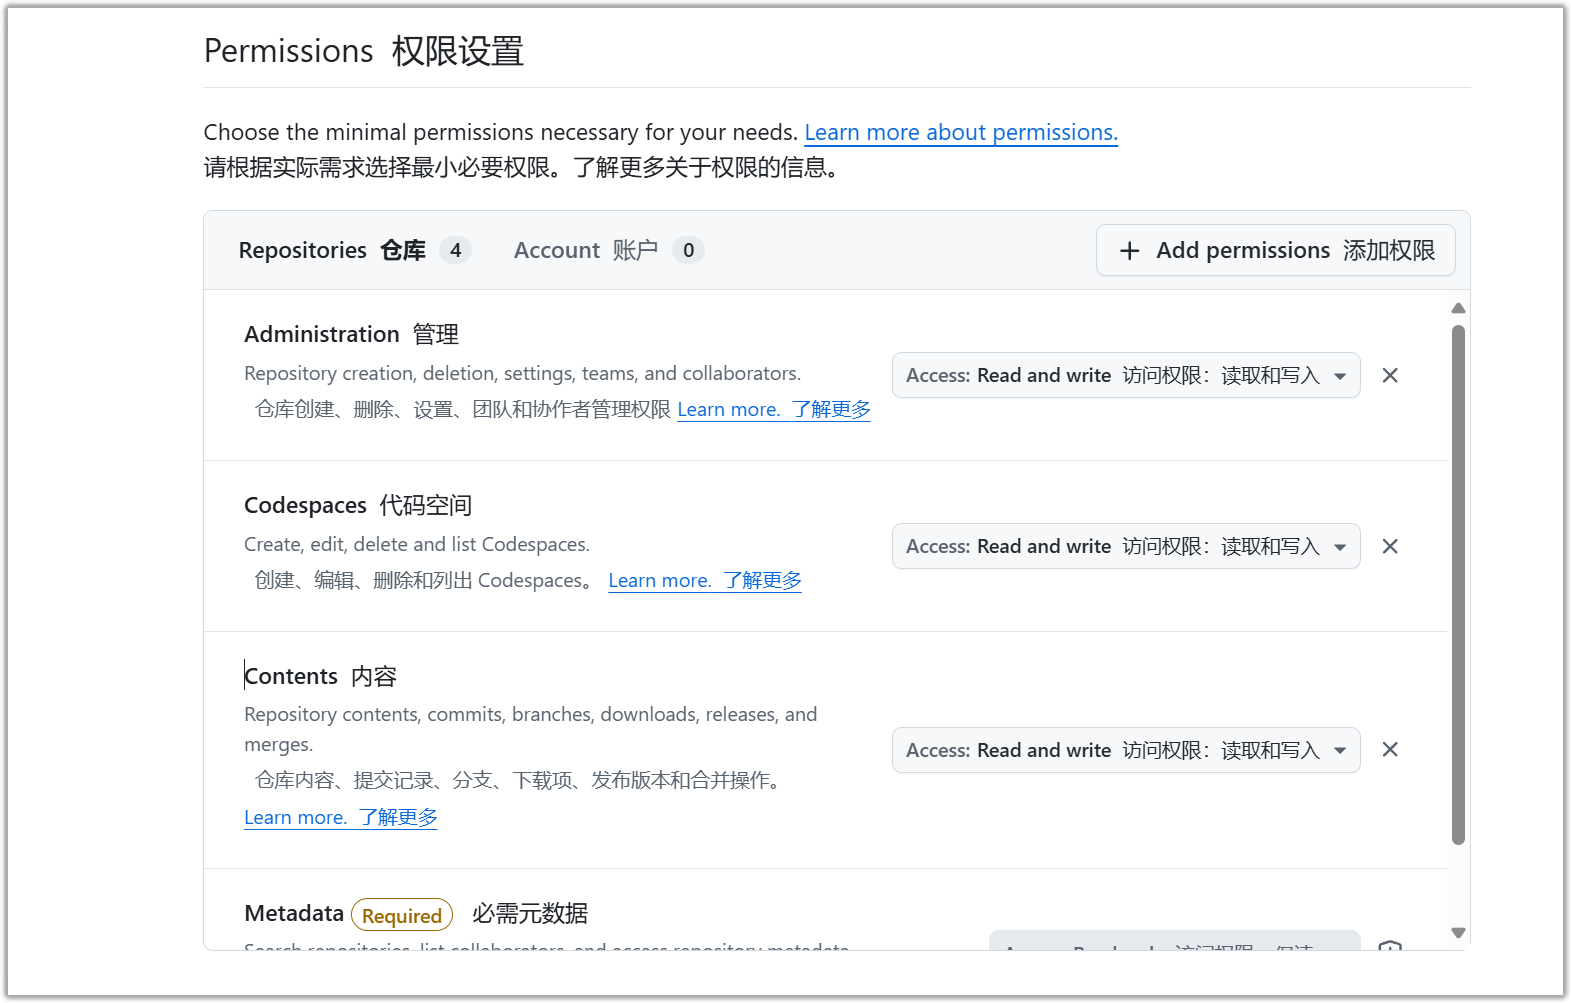 Permissions 权限设置
Choose the minimal permissions necessary for your needs. Learn more about permissions.
请根据实际需求选择最小必要权限。了解更多关于权限的信息。
Repositories 仓库 4 Account 账户 0 + Add permissions 添加权限
Administration 管理
Repository creation, deletion, settings, teams, and collaborators.
仓库创建、删除、设置、团队和协作者管理权限 Learn more. 了解更多
Access: Read and write 访问权限：读取和写入
Codespaces 代码空间
Create, edit, delete and list Codespaces.
创建、编辑、删除和列出 Codespaces。 Learn more. 了解更多
Access: Read and write 访问权限：读取和写入
Contents 内容
Repository contents, commits, branches, downloads, releases, and
merges.
仓库内容、提交记录、分支、下载项、发布版本和合并操作。
Learn more. 了解更多
Access: Read and write 访问权限：读取和写入
Metadata Required 必需元数据
Search repositories, list collaborators, and access repository metadata.